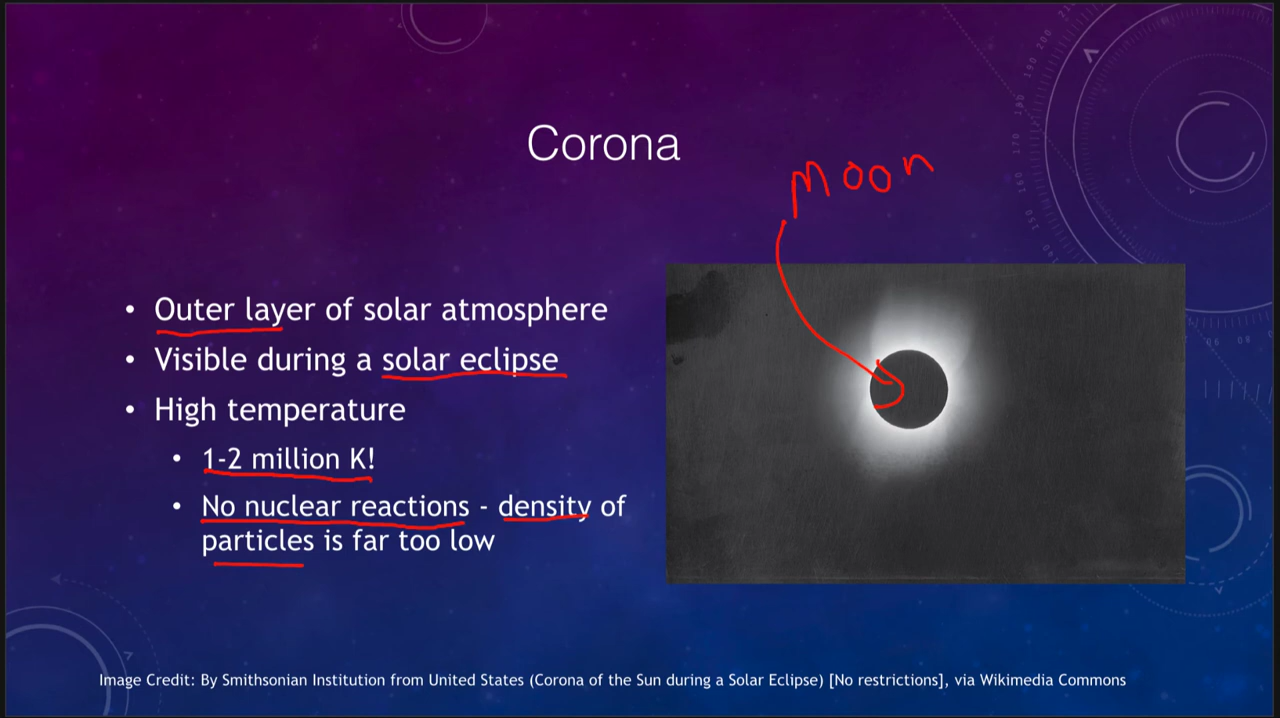 Corona
Moon
• Outer layer of solar atmosphere
• Visible during a solar eclipse
• High temperature
• 1-2 million K!
• No nuclear reactions - density of
particles is far too low
Image Credit: By Smithsonian Institution from United States (Corona of the Sun during a Solar Eclipse) [No restrictions], via Wikimedia Commons